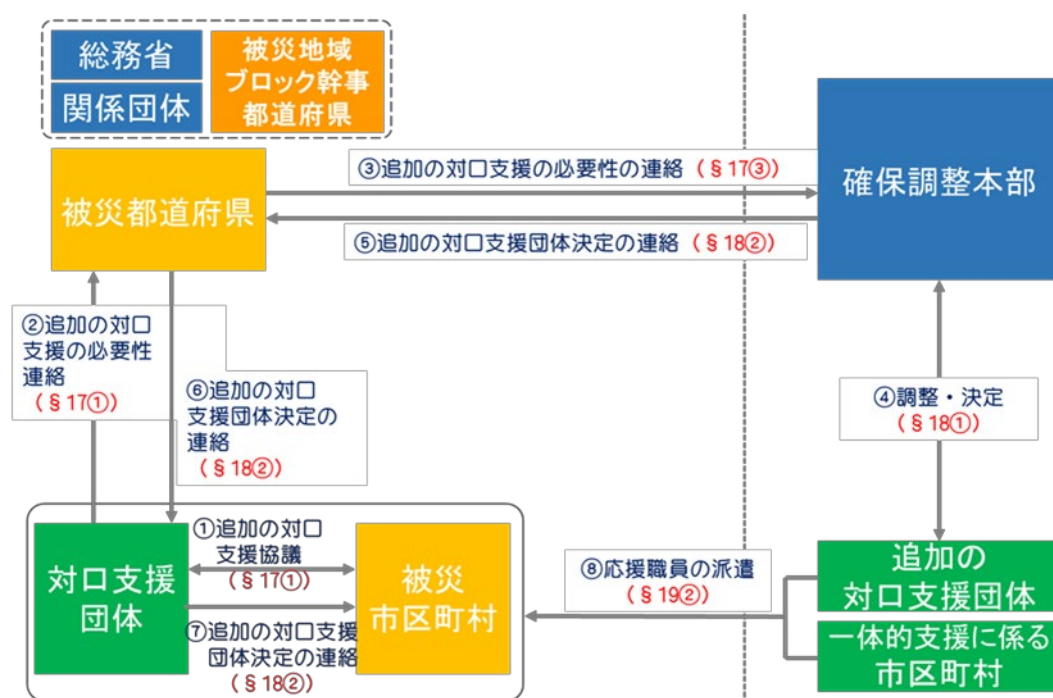 総務省
関係団体
被災地域
ブロック幹事
都道府県
被災都道府県
③追加の対口支援の必要性の連絡（§17③）
⑤追加の対口支援団体決定の連絡（§18②）
確保調整本部
②追加の対口
支援の必要性
連絡
（§17①）
⑥追加の対口
支援団体決定の
連絡
（§18②）
④調整・決定
（§18①）
対口支援
団体
①追加の対口
支援協議
（§17①）
⑦追加の対口支援
団体決定の連絡
（§18②）
被災
市区町村
⑧応援職員の派遣
（§19②）
追加の
対口支援団体
一体的支援に係る
市区町村